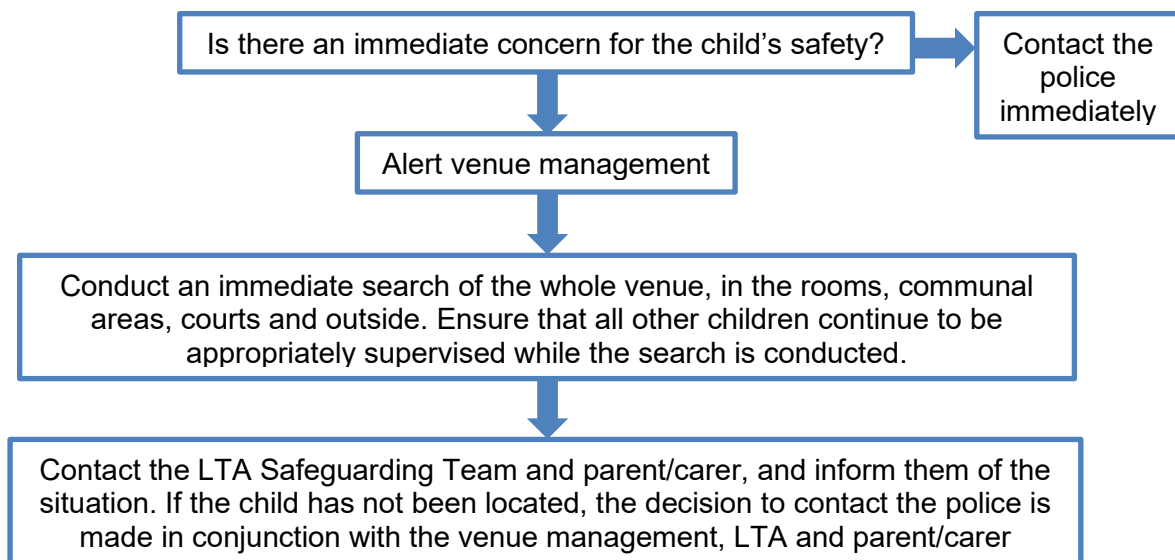 Is there an immediate concern for the child’s safety?
Contact the
police
immediately
Alert venue management
Conduct an immediate search of the whole venue, in the rooms, communal
areas, courts and outside. Ensure that all other children continue to be
appropriately supervised while the search is conducted.
Contact the LTA Safeguarding Team and parent/carer, and inform them of the
situation. If the child has not been located, the decision to contact the police is
made in conjunction with the venue management, LTA and parent/carer